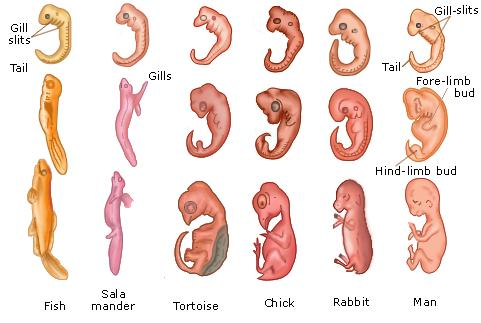 Gill
slits
Tail
Gills
Gill-slits
Tail
Fore-limb
bud
Hind-limb bud
Fish
Sala
mander
Tortoise
Chick
Rabbit
Man